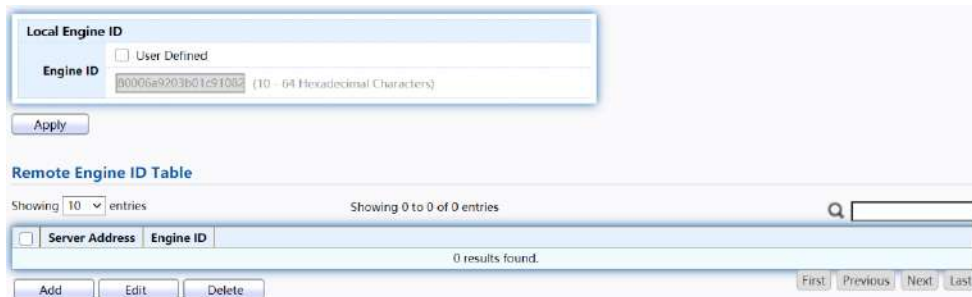 Local Engine ID
User Defined
Engine ID
80006a9203b01c91082 (10 - 64 Hexadecimal Characters)
Apply
Remote Engine ID Table
Showing 10 entries
Showing 0 to 0 of 0 entries
Server Address Engine ID
0 results found.
First Previous Next Last
Add Edit Delete